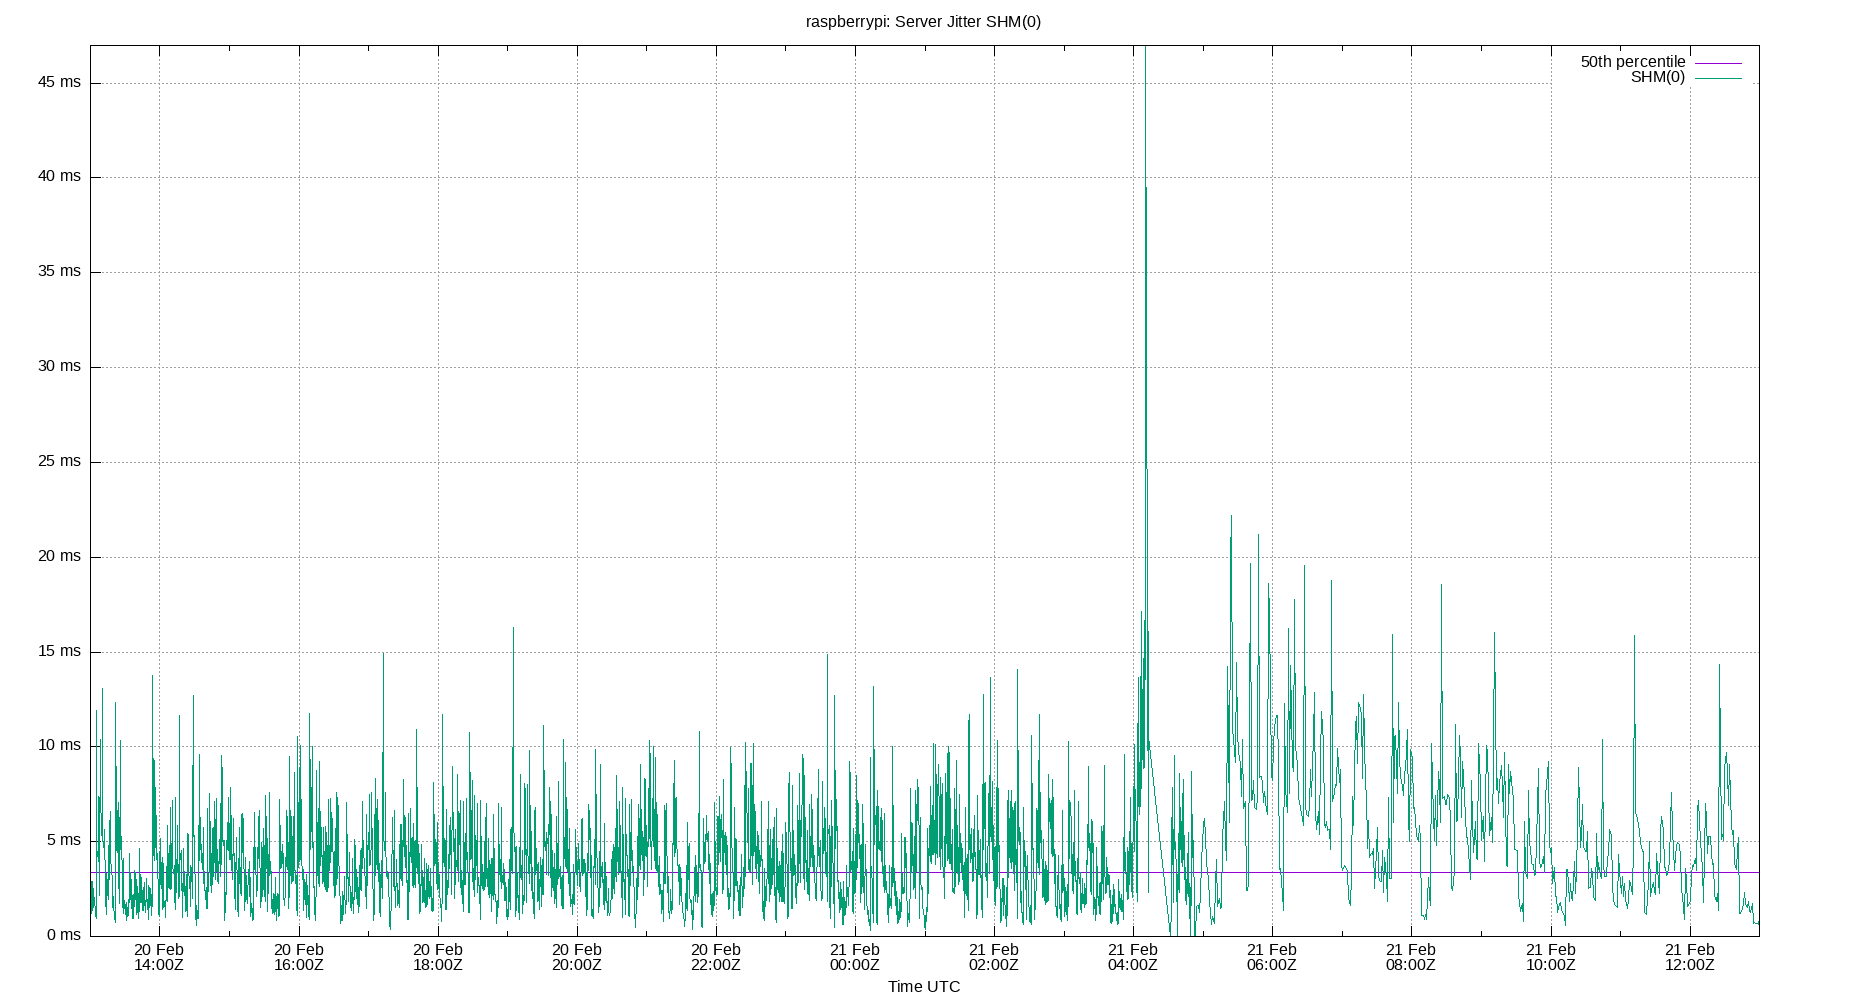 raspberrypi: Server Jitter SHM(0)
50th percentile
SHM(0)
45 ms
40 ms
35 ms
30 ms
25 ms
20 ms
15 ms
10 ms
5 ms
0 ms
20 Feb 20 Feb 20 Feb 20 Feb 20 Feb 21 Feb 21 Feb 21 Feb 21 Feb 21 Feb 21 Feb 21 Feb
14:00Z 16:00Z 18:00Z 20:00Z 22:00Z 00:00Z 02:00Z 04:00Z 06:00Z 08:00Z 10:00Z 12:00Z
Time UTC